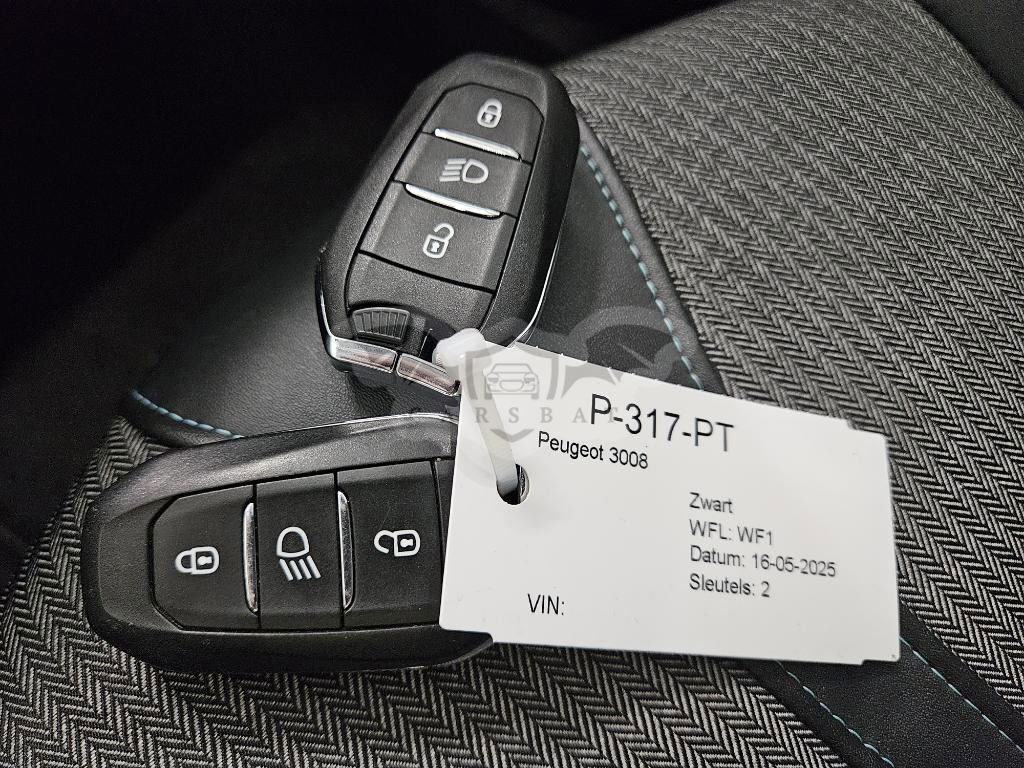 P-317-PT
Peugeot 3008
Zwart
WFL: WF1
Datum: 16-05-2025
Sleutels: 2
VIN: